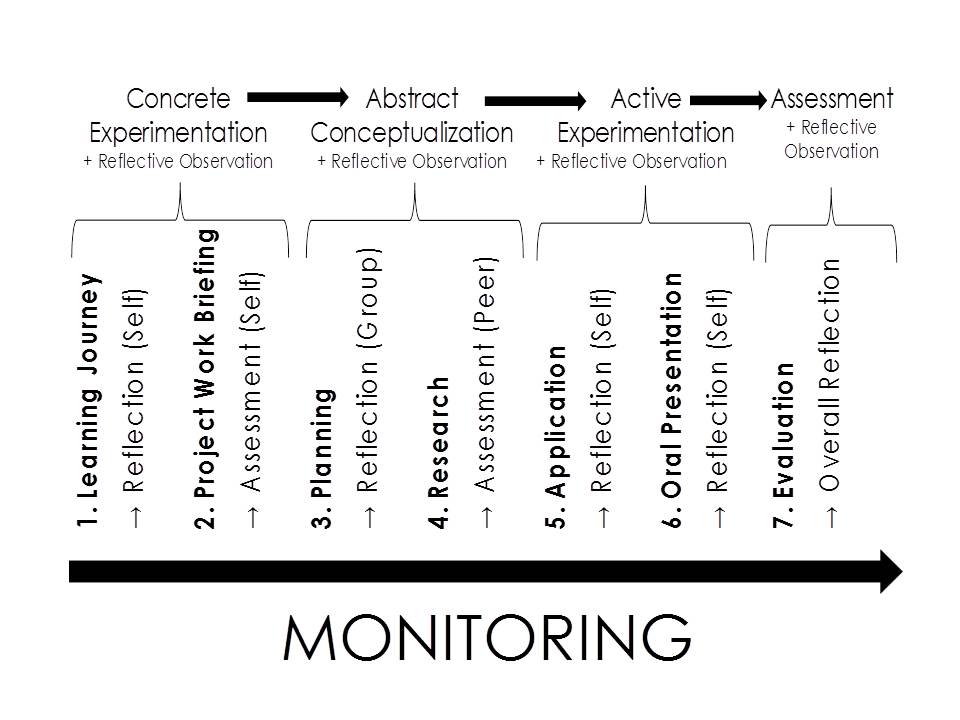 Concrete
Experimentation
+ Reflective Observation
Abstract
Conceptualization
+ Reflective Observation
Active
Experimentation
+ Reflective Observation
Assessment
+ Reflective
Observation
1. Learning Journey
→ Reflection (Self)
2. Project Work Briefing
→ Assessment (Self)
3. Planning
→ Reflection (Group)
4. Research
→ Assessment (Peer)
5. Application
→ Reflection (Self)
6. Oral Presentation
→ Reflection (Self)
7. Evaluation
→ Overall Reflection
MONITORING